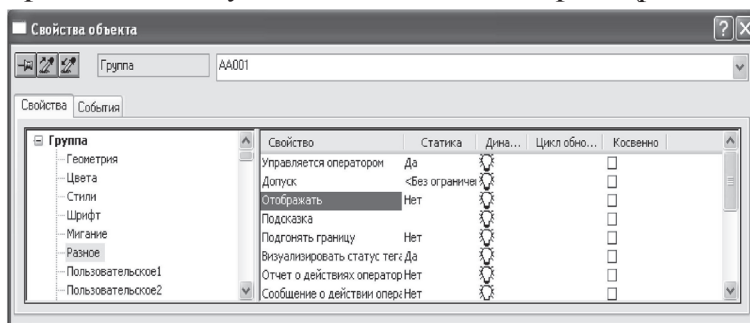 Свойства объекта
Группа AA001
Свойства События
Группа
Геометрия
Цвета
Стили
Шрифт
Мигание
Разное
Пользовательское1
Пользовательское2
Свойство Статика Дина... Цикл обно... Косвенно
Управляется оператором Да
Допуск <Без ограниче
Отображать Нет
Подсказка
Подгонять границу Нет
Визуализировать статус тега Да
Отчет о действиях оператор Нет
Сообщение о действии опера Нет